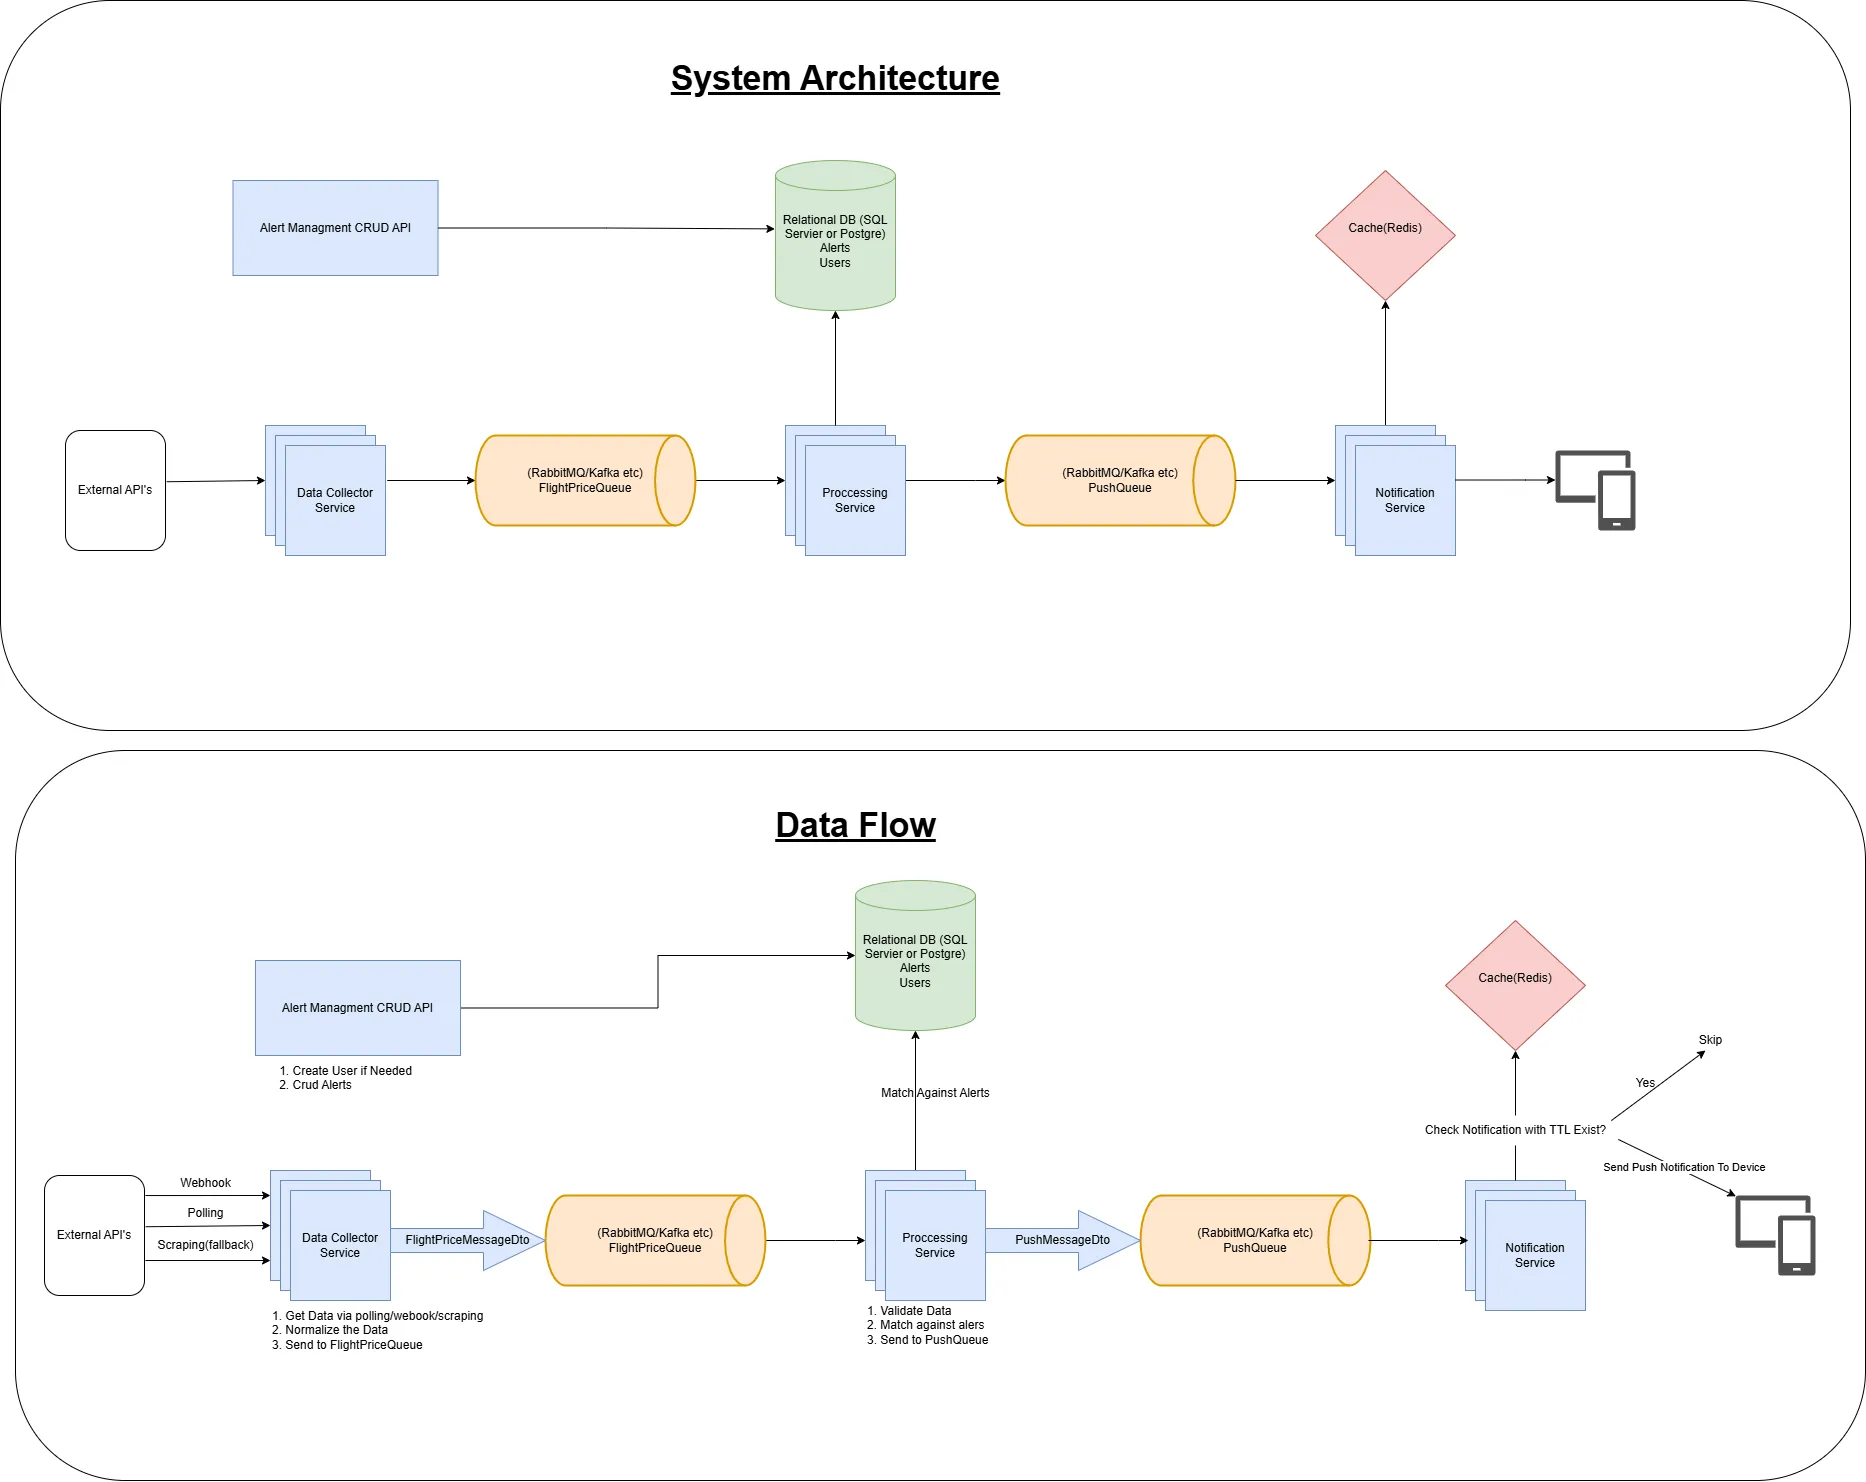 System Architecture
Alert Managment CRUD API
Relational DB (SQL
Servier or Postgre)
Alerts
Users
Cache(Redis)
External API's
Data Collector
Service
(RabbitMQ/Kafka etc)
FlightPriceQueue
Proccessing
Service
(RabbitMQ/Kafka etc)
PushQueue
Notification
Service
Data Flow
Relational DB (SQL
Servier or Postgre)
Alerts
Users
Cache(Redis)
Alert Managment CRUD API
1. Create User if Needed
2. Crud Alerts
Match Against Alerts
Skip
Yes
Check Notification with TTL Exist?
Send Push Notification To Device
External API's
Webhook
Polling
Scraping(fallback)
Data Collector
Service
FlightPriceMessageDto
(RabbitMQ/Kafka etc)
FlightPriceQueue
Proccessing
Service
PushMessageDto
(RabbitMQ/Kafka etc)
PushQueue
Notification
Service
1. Get Data via polling/webook/scraping
2. Normalize the Data
3. Send to FlightPriceQueue
1. Validate Data
2. Match against alers
3. Send to PushQueue